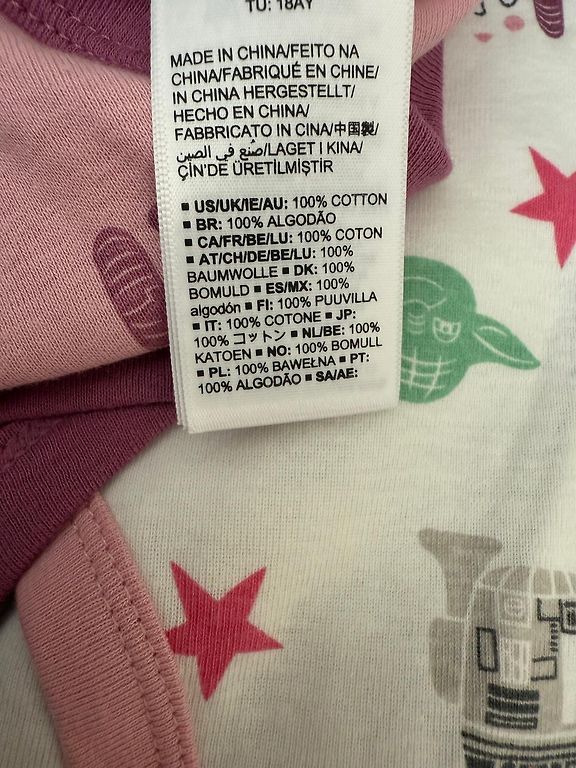 TU: 18AY
MADE IN CHINA/FEITO NA
CHINA/FABRIQUÉ EN CHINE/
IN CHINA HERGESTELLT/
HECHO EN CHINA/
FABBRICATO IN CINA/中国製/
صنع في الصين/LAGET I KINA/
ÇİN'DE ÜRETİLMİŞTİR
▪ US/UK/IE/AU: 100% COTTON
▪ BR: 100% ALGODÃO
▪ CA/FR/BE/LU: 100% COTON
▪ AT/CH/DE/BE/LU: 100%
BAUMWOLLE ▪ DK: 100%
BOMULD ▪ ES/MX: 100%
algodón ▪ FI: 100% PUUVILLA
▪ IT: 100% COTONE ▪ JP:
100% コットン ▪ NL/BE: 100%
KATOEN ▪ NO: 100% BOMULL
▪ PL: 100% BAWEŁNA ▪ PT:
100% ALGODÃO ▪ SA/AE: